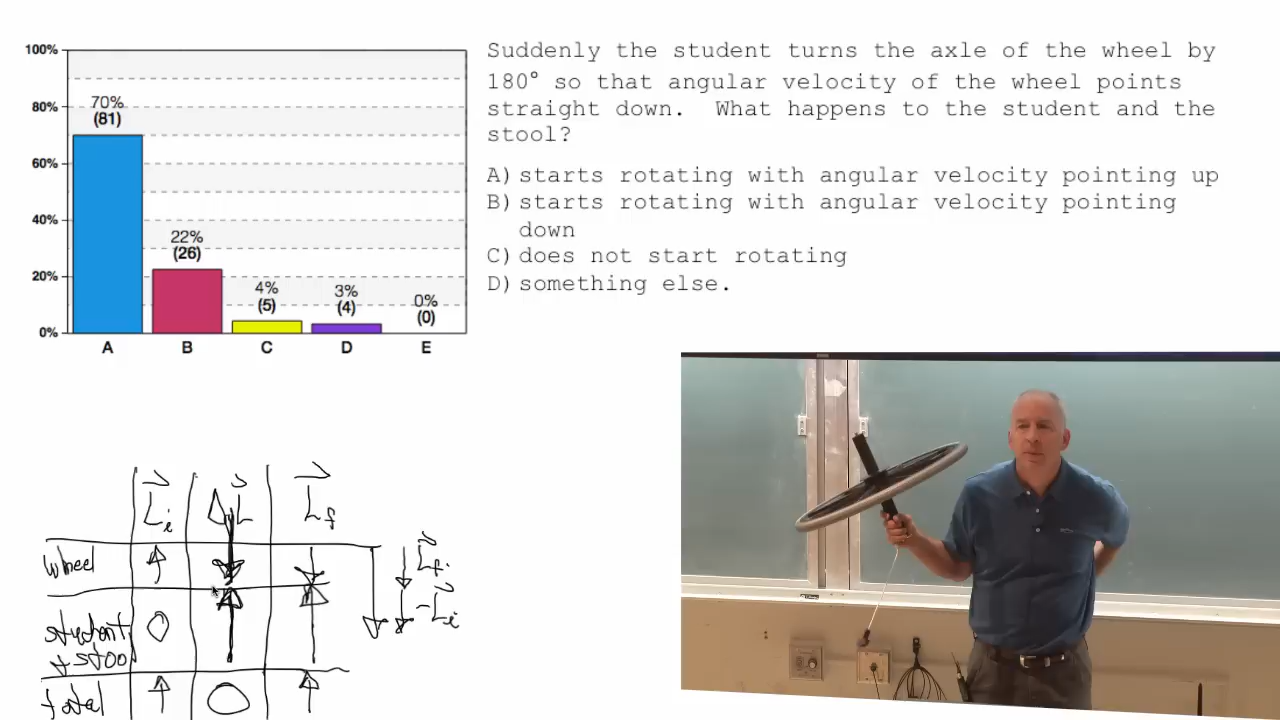 100%
80%
60%
40%
20%
0%
70%
(81)
22%
(26)
4%
(5)
3%
(4)
0%
(0)
A B C D E
Suddenly the student turns the axle of the wheel by
180° so that angular velocity of the wheel points
straight down. What happens to the student and the
stool?
A) starts rotating with angular velocity pointing up
B) starts rotating with angular velocity pointing
down
C) does not start rotating
D) something else.
L⃗i ΔL⃗ L⃗f
wheel
student
+ stool
total
L⃗f
-L⃗i